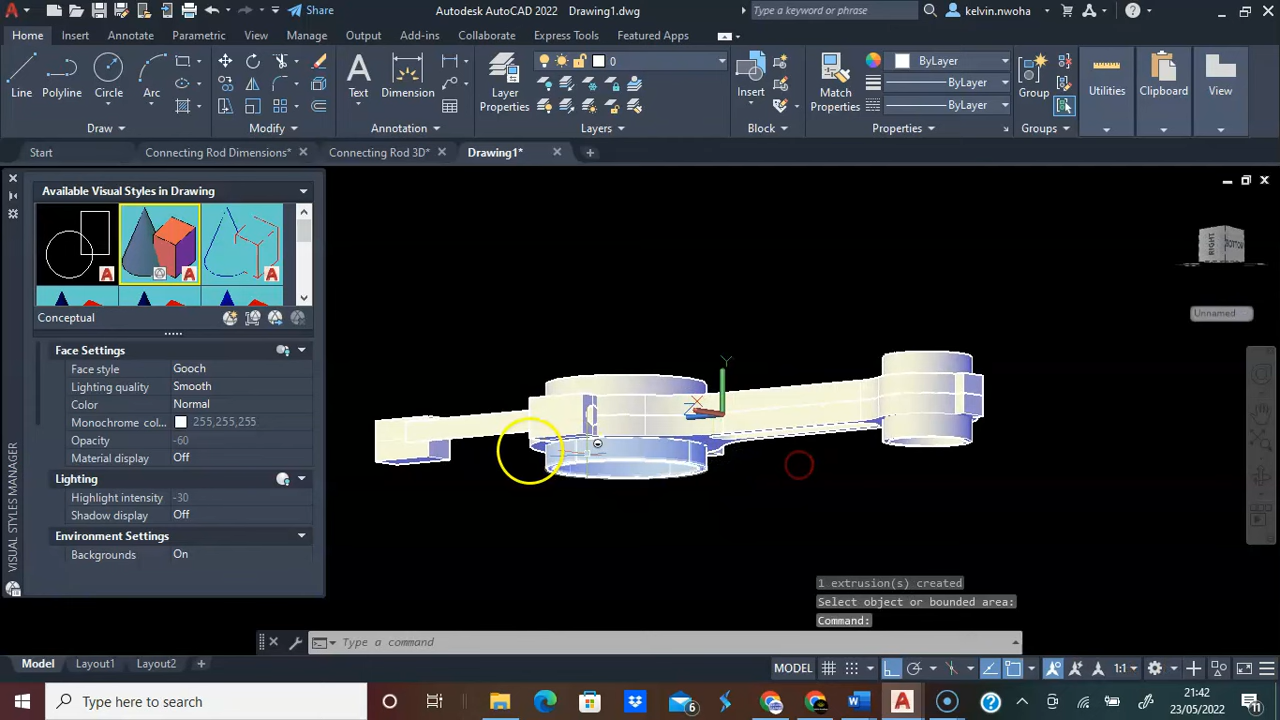 Share
Autodesk AutoCAD 2022 Drawing1.dwg
Type a keyword or phrase
kelvin.nwoha
Home Insert Annotate Parametric View Manage Output Add-ins Collaborate Express Tools Featured Apps
Line Polyline Circle Arc
Text Dimension
Layer Properties
0
Insert
Match Properties
ByLayer
ByLayer
ByLayer
Group
Utilities Clipboard View
Draw Modify Annotation Layers Block Properties Groups
Start Connecting Rod Dimensions* Connecting Rod 3D* Drawing1*
Available Visual Styles in Drawing
Conceptual
Face Settings
Face style Gooch
Lighting quality Smooth
Color Normal
Monochrome col... 255,255,255
Opacity -60
Material display Off
Lighting
Highlight intensity -30
Shadow display Off
Environment Settings
Backgrounds On
VISUAL STYLES MANAGER
RIGHT BOTTOM
Unnamed
Y
X
Z
1 extrusion(s) created
Select object or bounded area:
Command:
Type a command
Model Layout1 Layout2
MODEL 1:1
Type here to search
6
21:42
23/05/2022
11